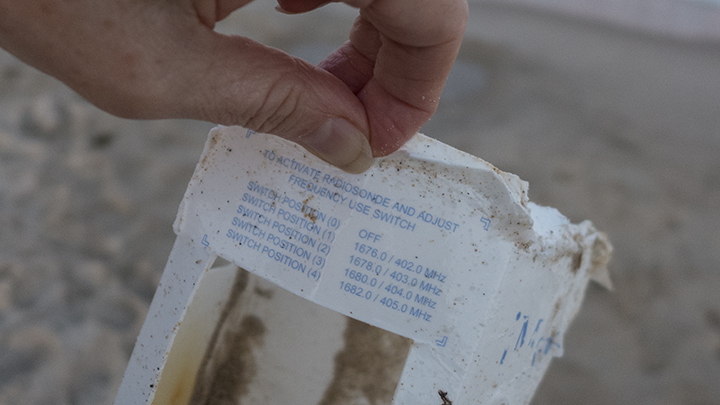 TO ACTIVATE RADIOSONDE AND ADJUST
FREQUENCY USE SWITCH
SWITCH POSITION (0) OFF
SWITCH POSITION (1) 1676.0 / 402.0 MHz
SWITCH POSITION (2) 1678.0 / 403.0 MHz
SWITCH POSITION (3) 1680.0 / 404.0 MHz
SWITCH POSITION (4) 1682.0 / 405.0 MHz